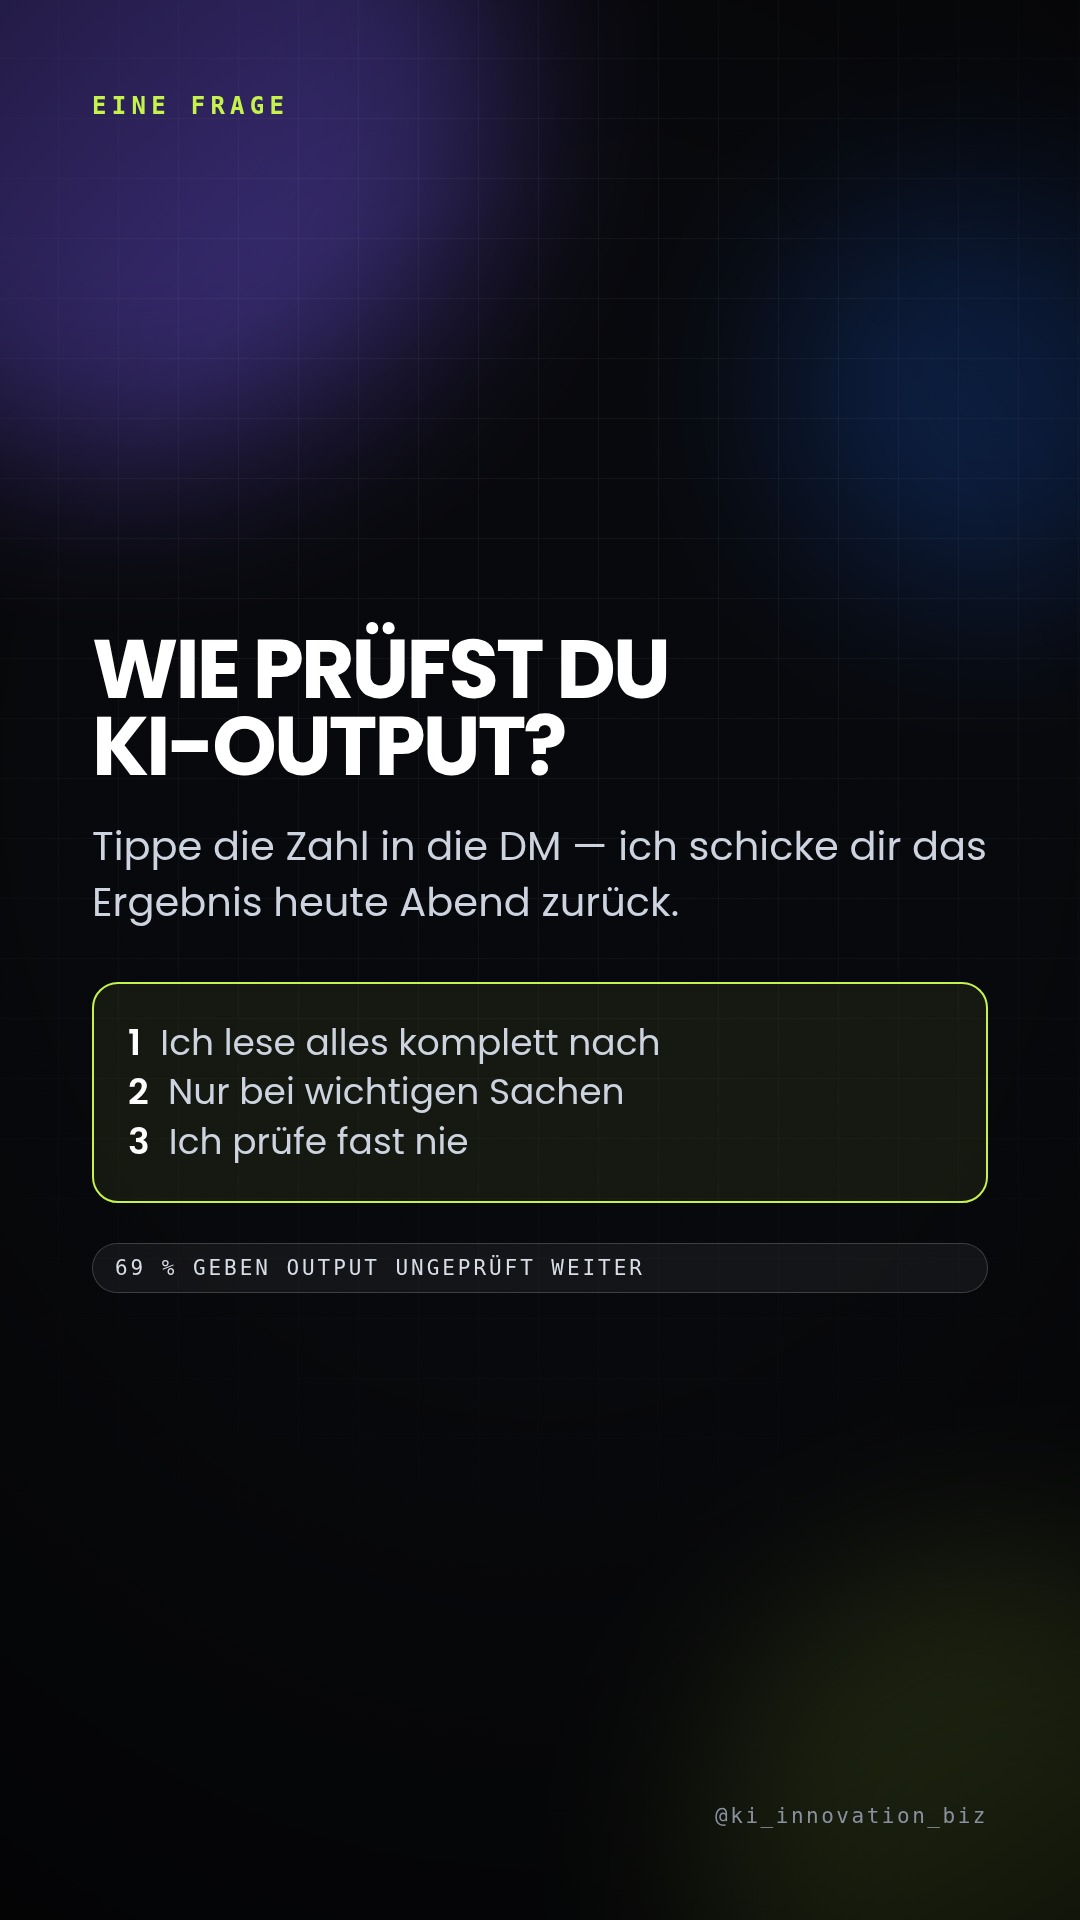 EINE FRAGE
WIE PRÜFST DU
KI-OUTPUT?
Tippe die Zahl in die DM — ich schicke dir das
Ergebnis heute Abend zurück.
1 Ich lese alles komplett nach
2 Nur bei wichtigen Sachen
3 Ich prüfe fast nie
69 % GEBEN OUTPUT UNGEPRÜFT WEITER
@ki_innovation_biz